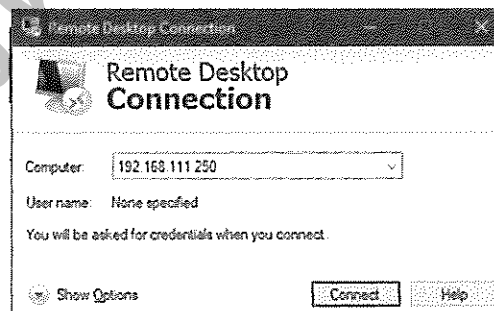 Remote Desktop Connection
Remote Desktop
Connection
Computer: 192.168.111.250
User name: None specified
You will be asked for credentials when you connect.
Show Options Connect Help